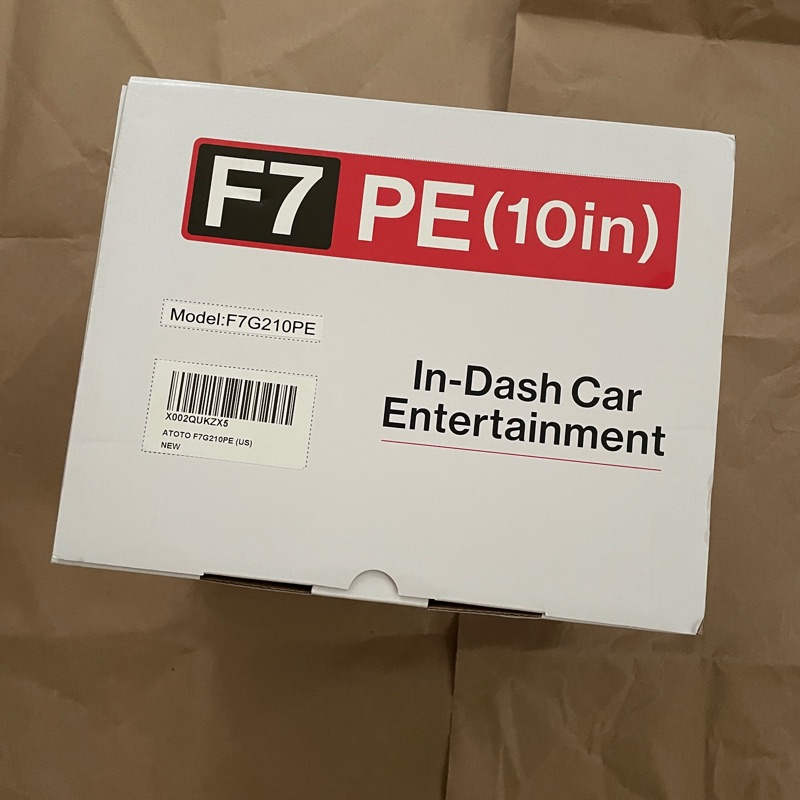 F7 PE (10in)
Model:F7G210PE
X002QUKZX5
ATOTO F7G210PE (US)
NEW
In-Dash Car
Entertainment